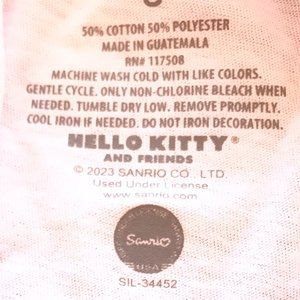 50% COTTON 50% POLYESTER
MADE IN GUATEMALA
RN# 117508
MACHINE WASH COLD WITH LIKE COLORS.
GENTLE CYCLE. ONLY NON-CHLORINE BLEACH WHEN
NEEDED. TUMBLE DRY LOW. REMOVE PROMPTLY.
COOL IRON IF NEEDED. DO NOT IRON DECORATION.
HELLO KITTY®
AND FRIENDS
© 2023 SANRIO CO., LTD.
Used Under License.
www.sanrio.com
Sanrio
USA
SIL-34452